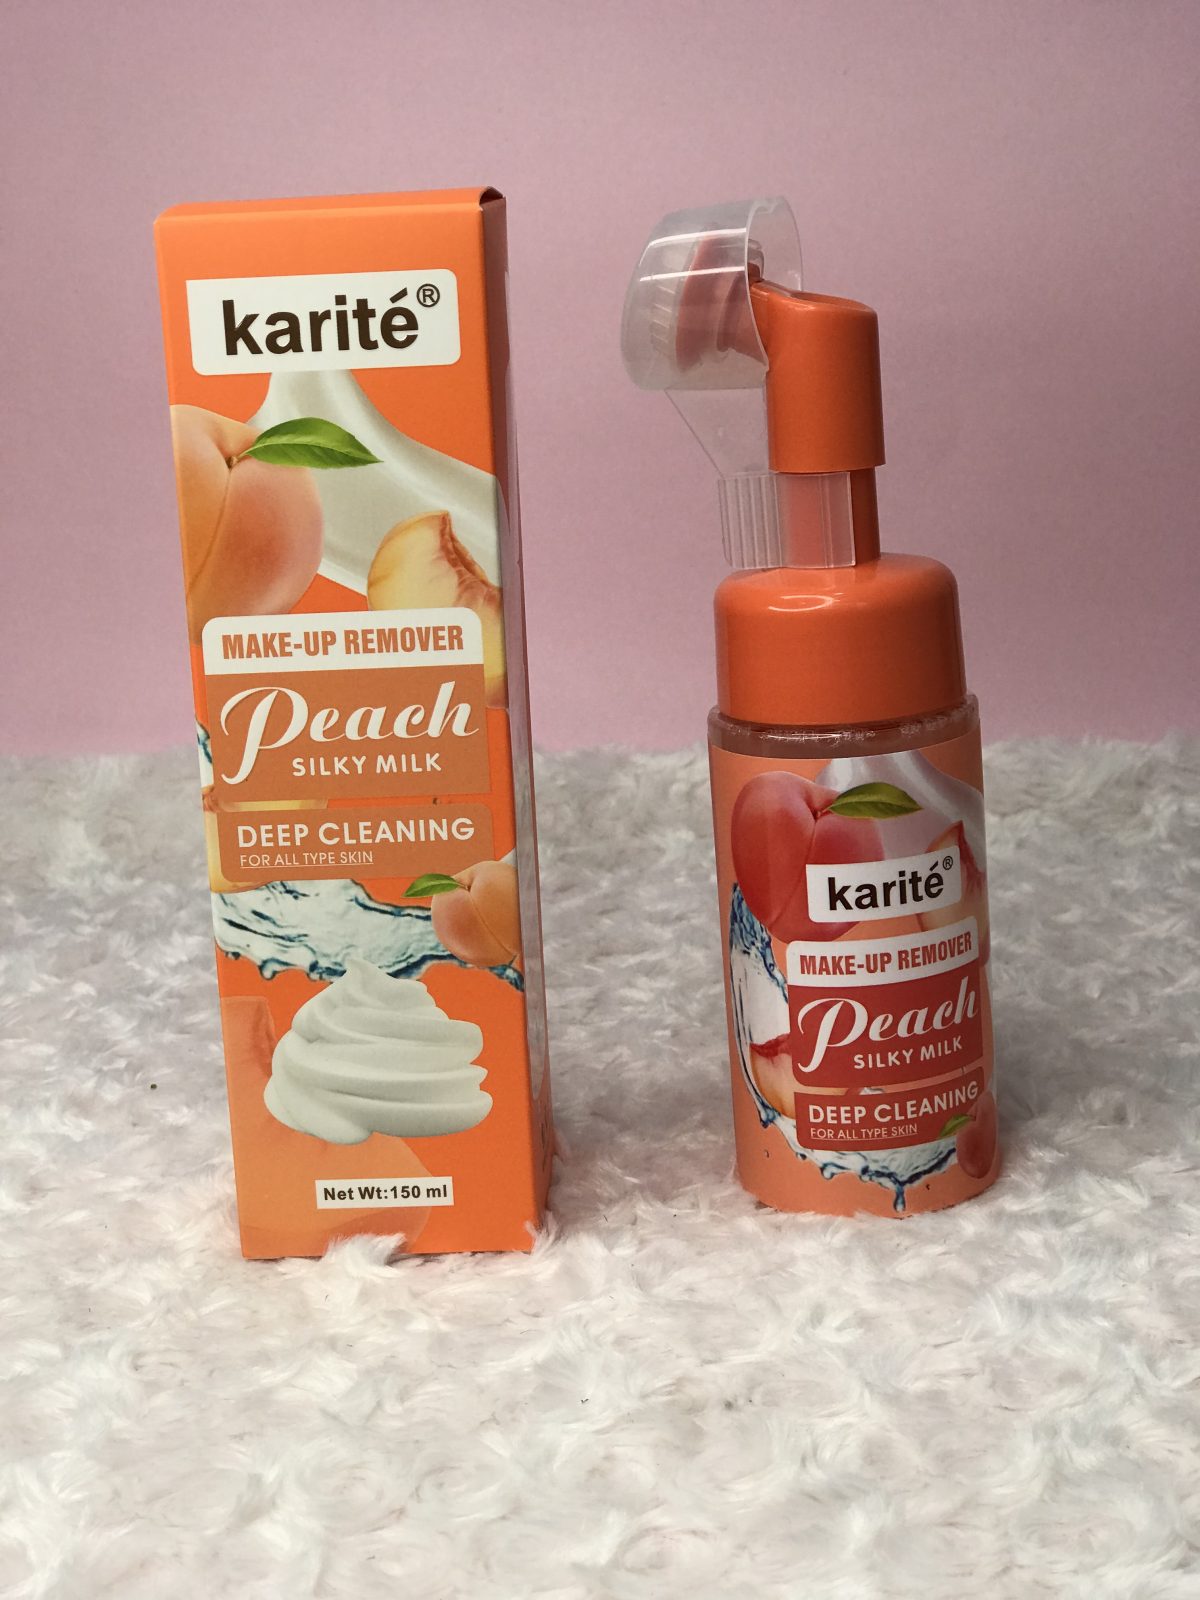 karité®
MAKE-UP REMOVER
Peach
SILKY MILK
DEEP CLEANING
FOR ALL TYPE SKIN
Net Wt:150 ml
karité®
MAKE-UP REMOVER
Peach
SILKY MILK
DEEP CLEANING
FOR ALL TYPE SKIN